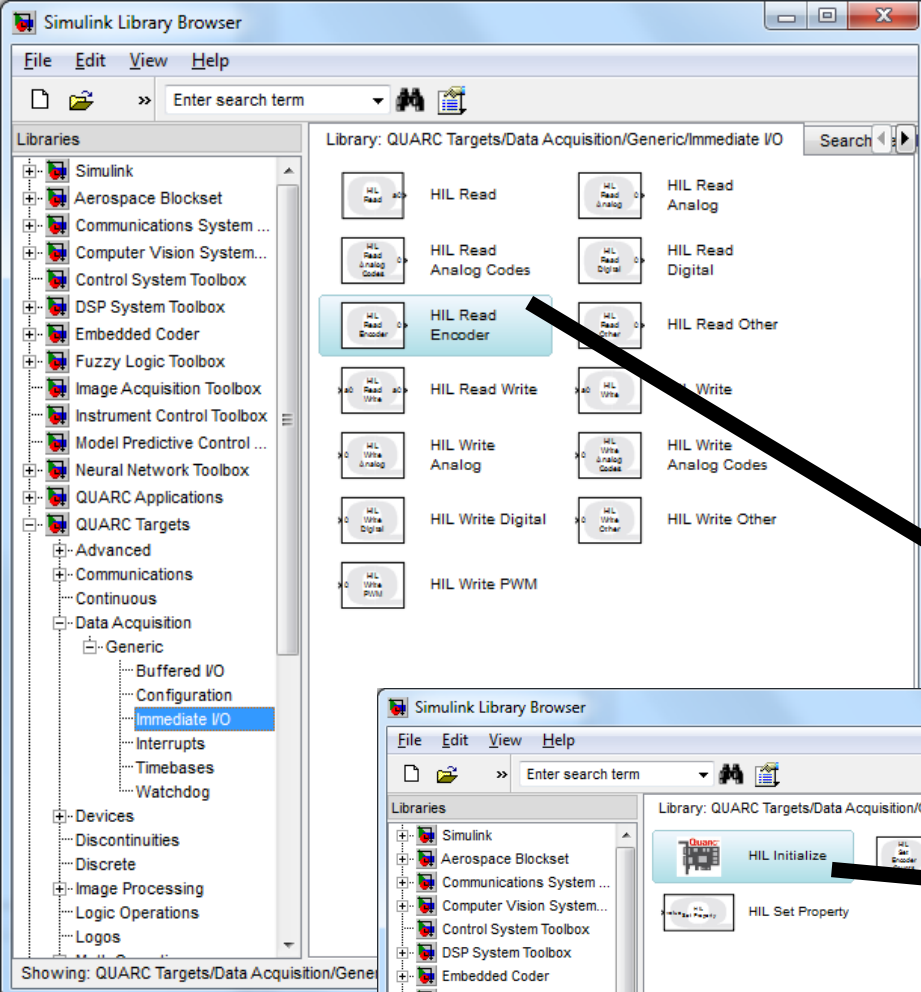 Simulink Library Browser
File Edit View Help
» Enter search term
Libraries
Library: QUARC Targets/Data Acquisition/Generic/Immediate I/O
Search
Simulink
Aerospace Blockset
Communications System ...
Computer Vision System...
Control System Toolbox
DSP System Toolbox
Embedded Coder
Fuzzy Logic Toolbox
Image Acquisition Toolbox
Instrument Control Toolbox
Model Predictive Control ...
Neural Network Toolbox
QUARC Applications
QUARC Targets
Advanced
Communications
Continuous
Data Acquisition
Generic
Buffered I/O
Configuration
Immediate I/O
Interrupts
Timebases
Watchdog
Devices
Discontinuities
Discrete
Image Processing
Logic Operations
Logos
Showing: QUARC Targets/Data Acquisition/Gene
HIL Read
HIL Read
Analog
HIL Read
Analog Codes
HIL Read
Digital
HIL Read
Encoder
HIL Read Other
HIL Read Write
Write
HIL Write
Analog
HIL Write
Analog Codes
HIL Write Digital
HIL Write Other
HIL Write PWM
Simulink Library Browser
File Edit View Help
» Enter search term
Libraries
Library: QUARC Targets/Data Acquisition/
Simulink
Aerospace Blockset
Communications System ...
Computer Vision System...
Control System Toolbox
DSP System Toolbox
Embedded Coder
Quarc
HIL Initialize
HIL Set Property